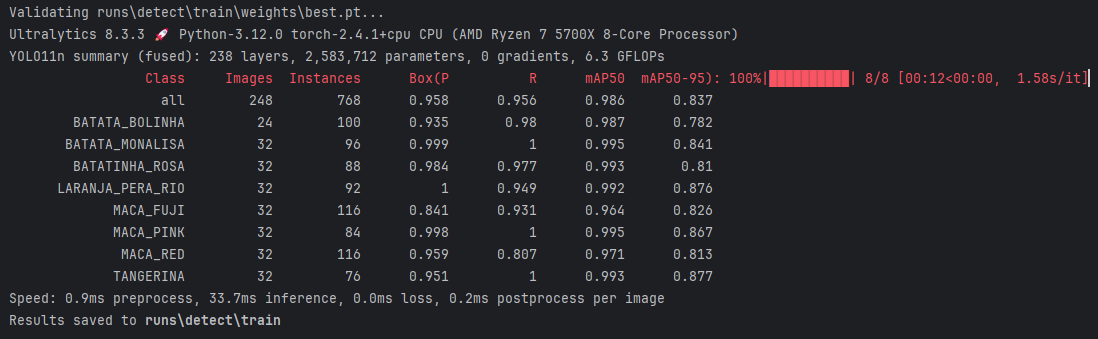 Validating runs\detect\train\weights\best.pt...
Ultralytics 8.3.3 🚀 Python-3.12.0 torch-2.4.1+cpu CPU (AMD Ryzen 7 5700X 8-Core Processor)
YOLO11n summary (fused): 238 layers, 2,583,712 parameters, 0 gradients, 6.3 GFLOPs
Class Images Instances Box(P R mAP50 mAP50-95): 100%|██████████| 8/8 [00:12<00:00, 1.58s/it]
all 248 768 0.958 0.956 0.986 0.837
BATATA_BOLINHA 24 100 0.935 0.98 0.987 0.782
BATATA_MONALISA 32 96 0.999 1 0.995 0.841
BATATINHA_ROSA 32 88 0.984 0.977 0.993 0.81
LARANJA_PERA_RIO 32 92 1 0.949 0.992 0.876
MACA_FUJI 32 116 0.841 0.931 0.964 0.826
MACA_PINK 32 84 0.998 1 0.995 0.867
MACA_RED 32 116 0.959 0.807 0.971 0.813
TANGERINA 32 76 0.951 1 0.993 0.877
Speed: 0.9ms preprocess, 33.7ms inference, 0.0ms loss, 0.2ms postprocess per image
Results saved to runs\detect\train